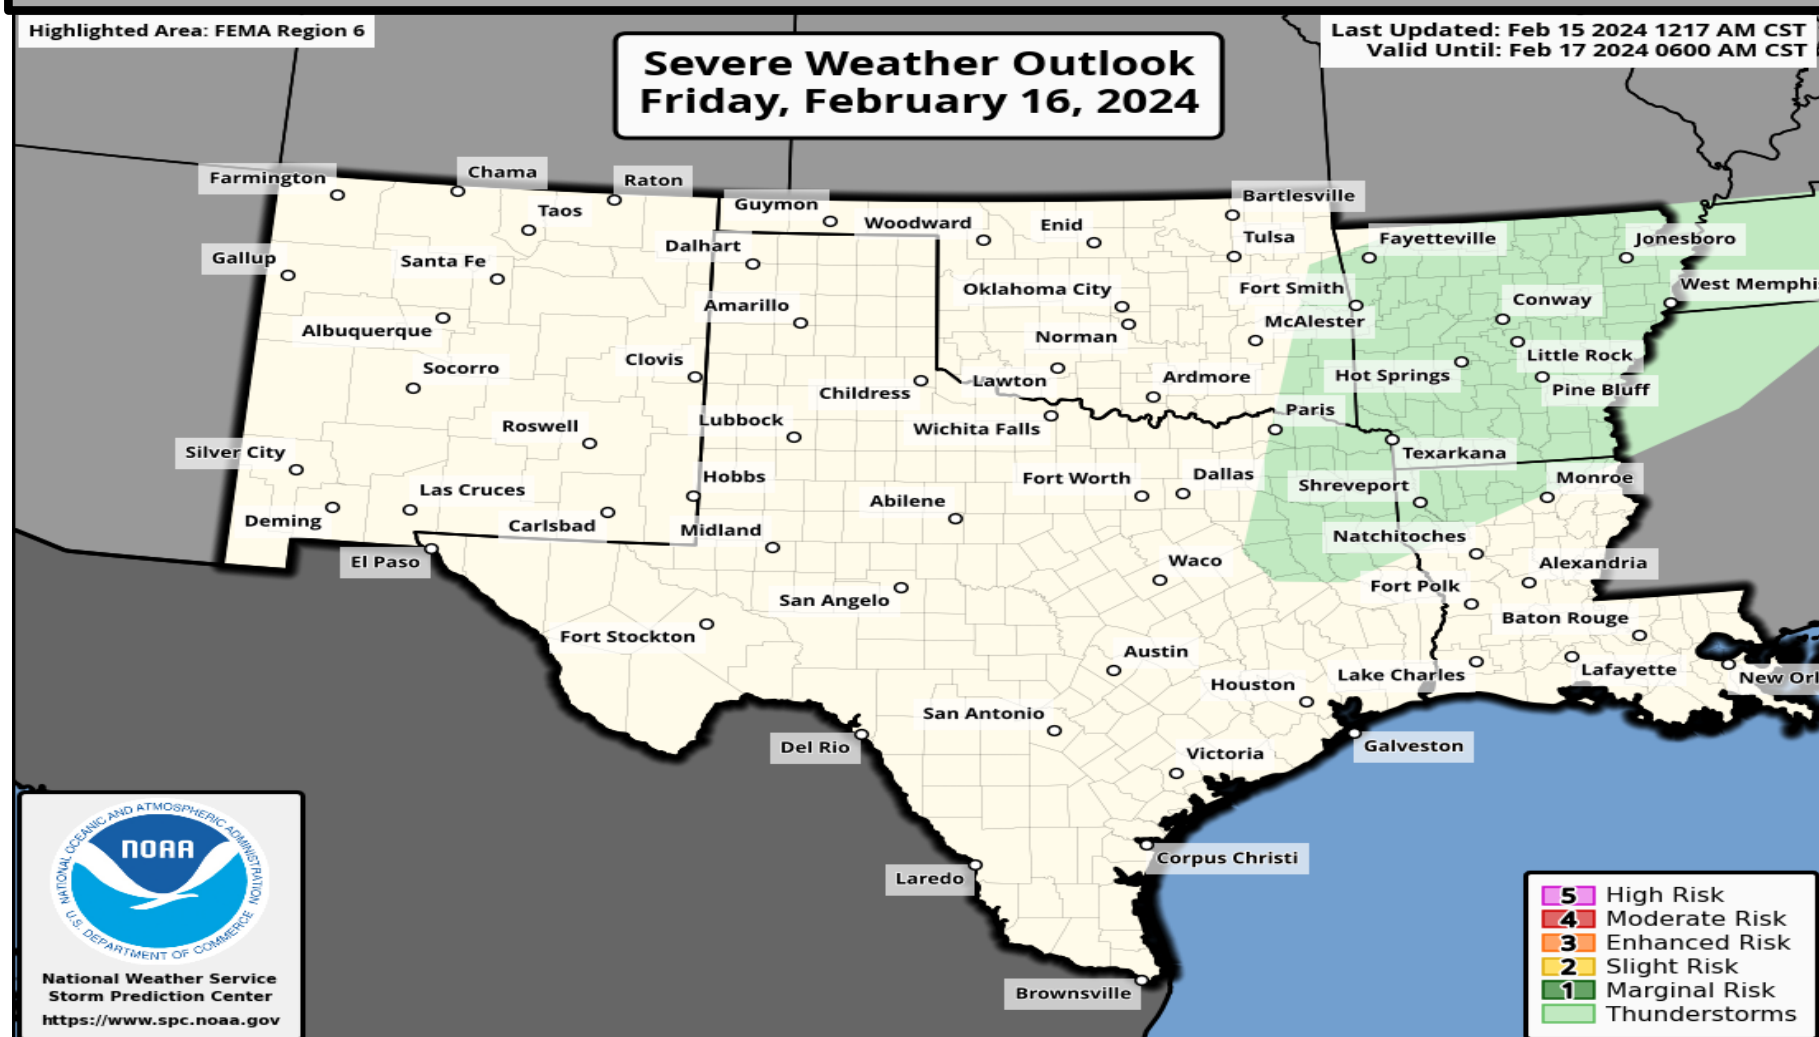 Highlighted Area: FEMA Region 6
Last Updated: Feb 15 2024 1217 AM CST
Valid Until: Feb 17 2024 0600 AM CST
Severe Weather Outlook
Friday, February 16, 2024
Farmington
Chama
Raton
Taos
Guymon
Woodward
Enid
Bartlesville
Gallup
Santa Fe
Dalhart
Tulsa
Fayetteville
Jonesboro
Albuquerque
Amarillo
Oklahoma City
Fort Smith
Conway
West Memphis
Socorro
Clovis
Norman
McAlester
Little Rock
Childress
Lawton
Ardmore
Hot Springs
Pine Bluff
Roswell
Lubbock
Wichita Falls
Paris
Texarkana
Silver City
Las Cruces
Hobbs
Fort Worth
Dallas
Shreveport
Monroe
Deming
Carlsbad
Midland
Abilene
Natchitoches
El Paso
Waco
Alexandria
San Angelo
Fort Polk
Fort Stockton
Baton Rouge
Austin
Houston
Lake Charles
Lafayette
New Orl
San Antonio
Del Rio
Victoria
Galveston
Corpus Christi
Laredo
Brownsville
NATIONAL OCEANIC AND ATMOSPHERIC ADMINISTRATION
NOAA
U.S. DEPARTMENT OF COMMERCE
National Weather Service
Storm Prediction Center
https://www.spc.noaa.gov
5 High Risk
4 Moderate Risk
3 Enhanced Risk
2 Slight Risk
1 Marginal Risk
Thunderstorms